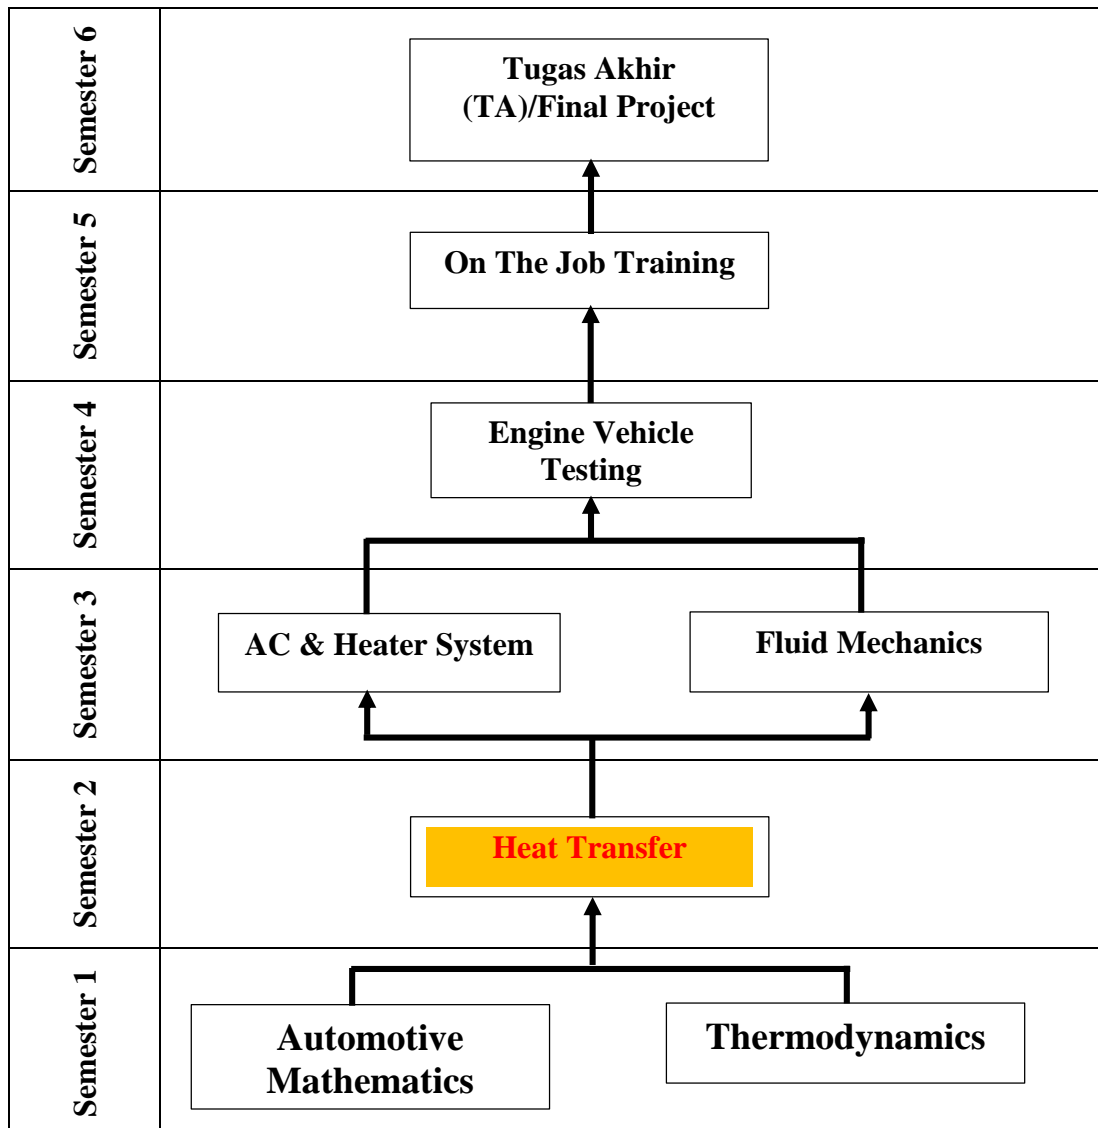 Semester 6
Tugas Akhir
(TA)/Final Project
Semester 5
On The Job Training
Semester 4
Engine Vehicle
Testing
Semester 3
AC & Heater System
Fluid Mechanics
Semester 2
Heat Transfer
Semester 1
Automotive
Mathematics
Thermodynamics